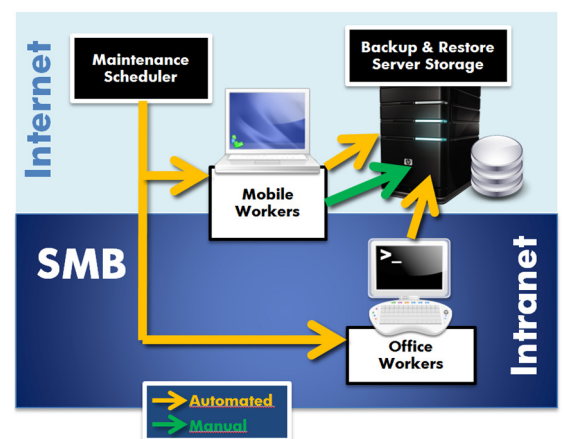 Internet
Maintenance
Scheduler
Backup & Restore
Server Storage
Mobile
Workers
SMB
>_
Intranet
Office
Workers
Automated
Manual